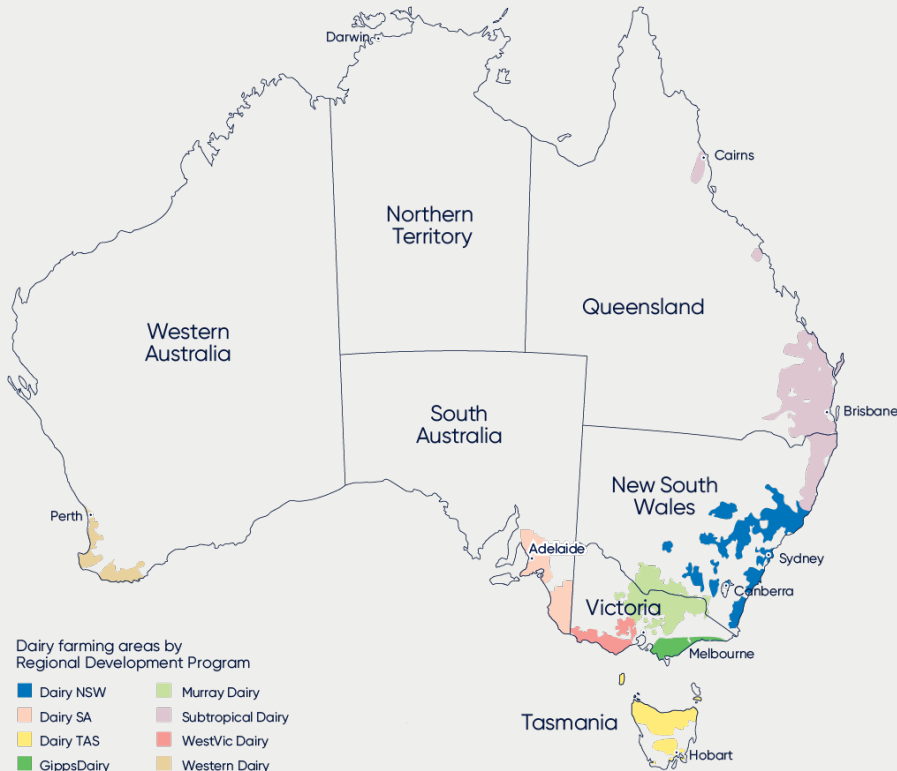 Darwin
Cairns
Northern
Territory
Queensland
Western
Australia
South
Australia
Brisbane
New South
Wales
Perth
Adelaide
Sydney
Canberra
Victoria
Melbourne
Tasmania
Hobart
Dairy farming areas by
Regional Development Program
Dairy NSW
Dairy SA
Dairy TAS
GippsDairy
Murray Dairy
Subtropical Dairy
WestVic Dairy
Western Dairy